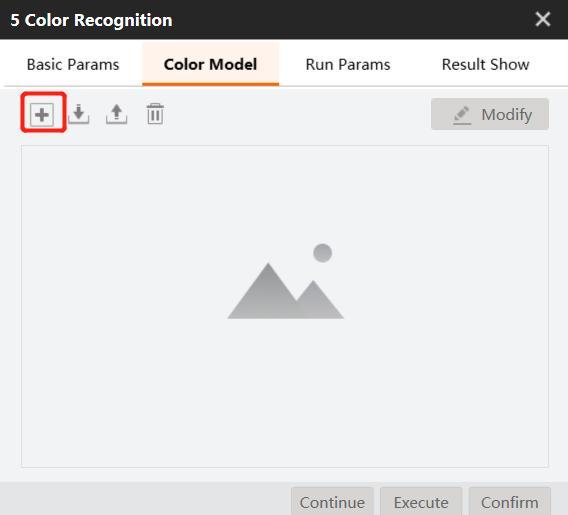 5 Color Recognition
Basic Params Color Model Run Params Result Show
Modify
Continue Execute Confirm